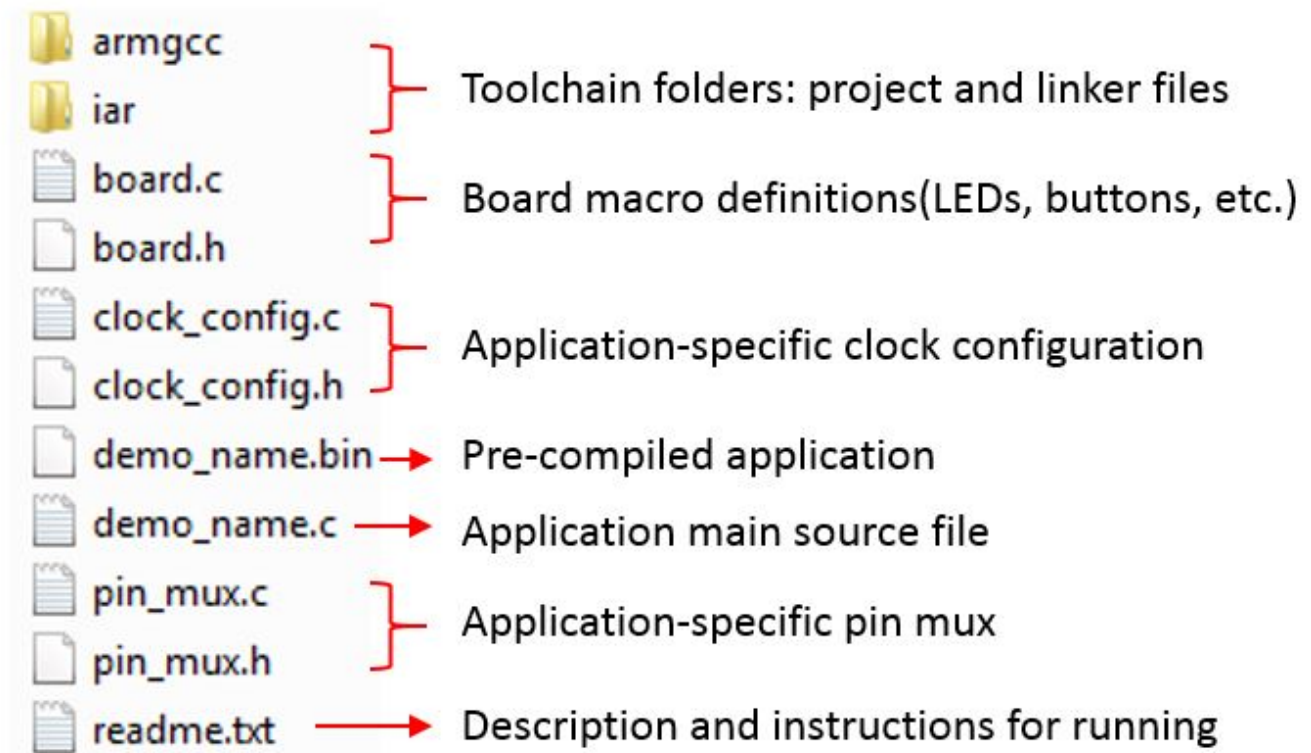 armgcc
iar
Toolchain folders: project and linker files
board.c
board.h
Board macro definitions(LEDs, buttons, etc.)
clock_config.c
clock_config.h
Application-specific clock configuration
demo_name.bin
Pre-compiled application
demo_name.c
Application main source file
pin_mux.c
pin_mux.h
Application-specific pin mux
readme.txt
Description and instructions for running